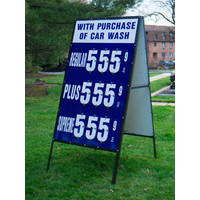 WITH PURCHASE
OF CAR WASH
REGULAR 555 9
PLUS 555 9
SUPREME 555 9